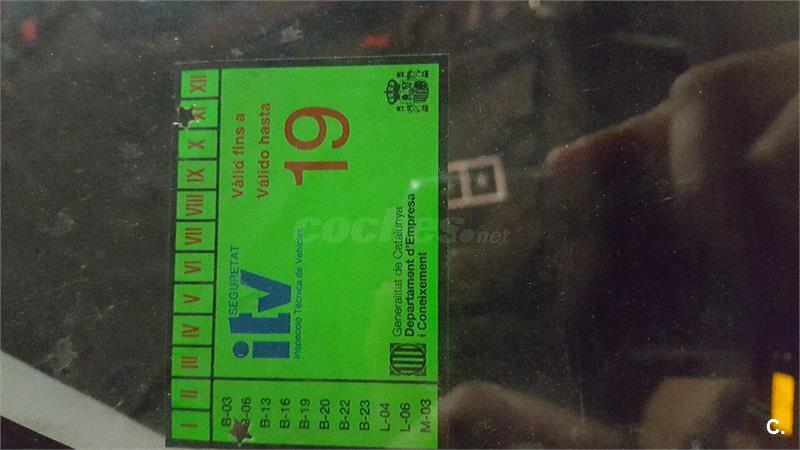 I II III IV V VI VII VIII IX X XI XII
B-03
B-06
B-13
B-16
B-19
B-20
B-22
B-23
L-04
L-06
M-03
SEGURETAT
itv
Inspecció Tècnica de Vehicles
Vàlid fins a
Válido hasta
19
Generalitat de Catalunya
Departament d'Empresa
i Coneixement
coches.net
C.